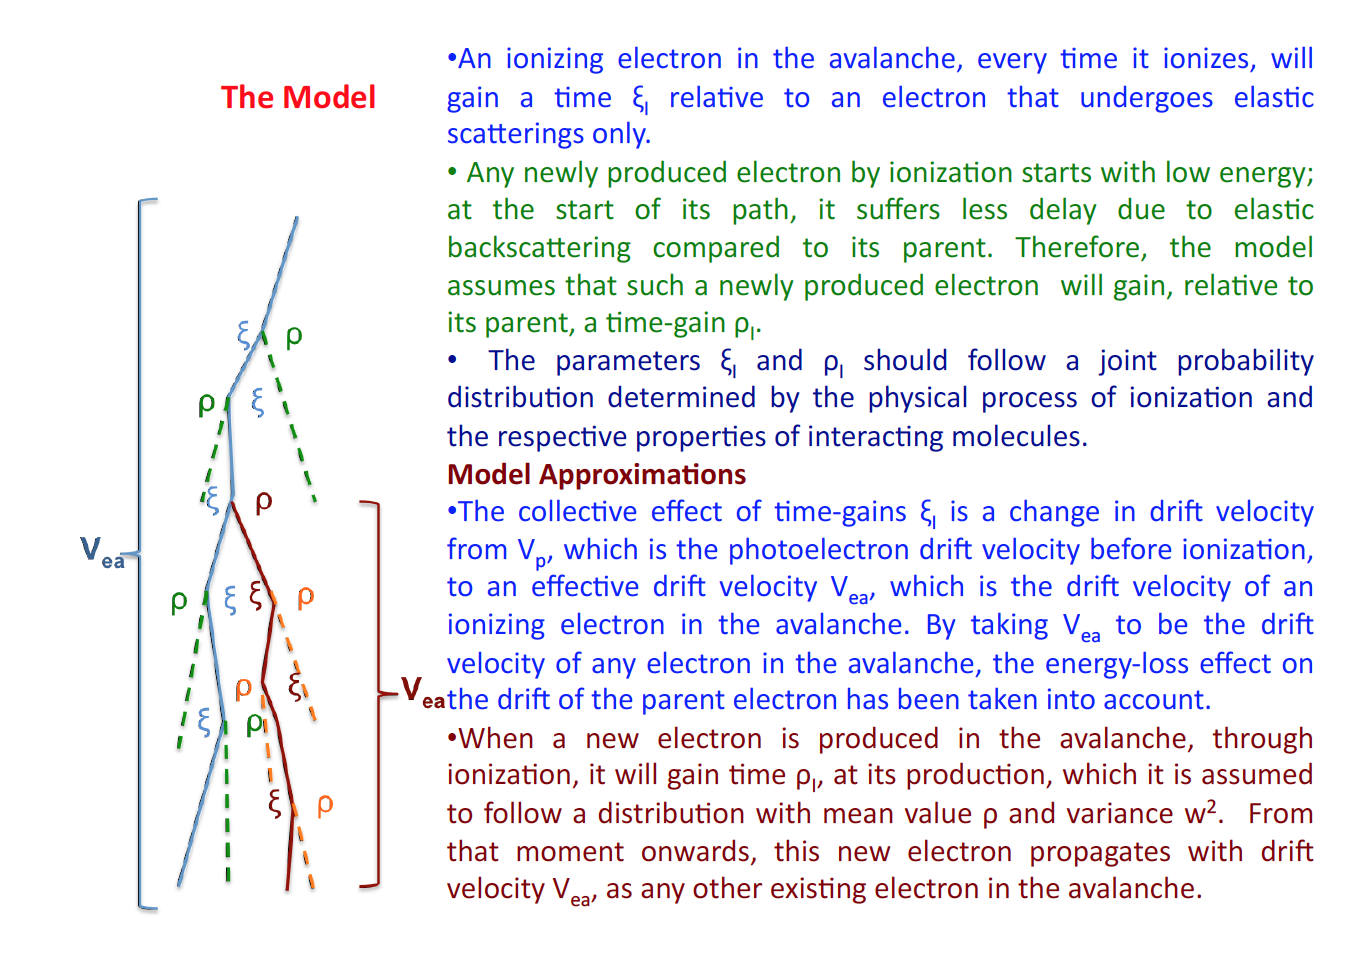 The Model
•An ionizing electron in the avalanche, every time it ionizes, will
gain a time ξI relative to an electron that undergoes elastic
scatterings only.
• Any newly produced electron by ionization starts with low energy;
at the start of its path, it suffers less delay due to elastic
backscattering compared to its parent. Therefore, the model
assumes that such a newly produced electron will gain, relative to
its parent, a time-gain ρI.
• The parameters ξI and ρI should follow a joint probability
distribution determined by the physical process of ionization and
the respective properties of interacting molecules.
Model Approximations
•The collective effect of time-gains ξI is a change in drift velocity
from Vp, which is the photoelectron drift velocity before ionization,
to an effective drift velocity Vea, which is the drift velocity of an
ionizing electron in the avalanche. By taking Vea to be the drift
velocity of any electron in the avalanche, the energy-loss effect on
the drift of the parent electron has been taken into account.
•When a new electron is produced in the avalanche, through
ionization, it will gain time ρI, at its production, which it is assumed
to follow a distribution with mean value ρ and variance w². From
that moment onwards, this new electron propagates with drift
velocity Vea, as any other existing electron in the avalanche.
ξ ρ
ρ ξ
ξ ρ
Vea
ρ ξ ξ ρ
ρ ξ
Vea
ξ ρ
ξ ρ